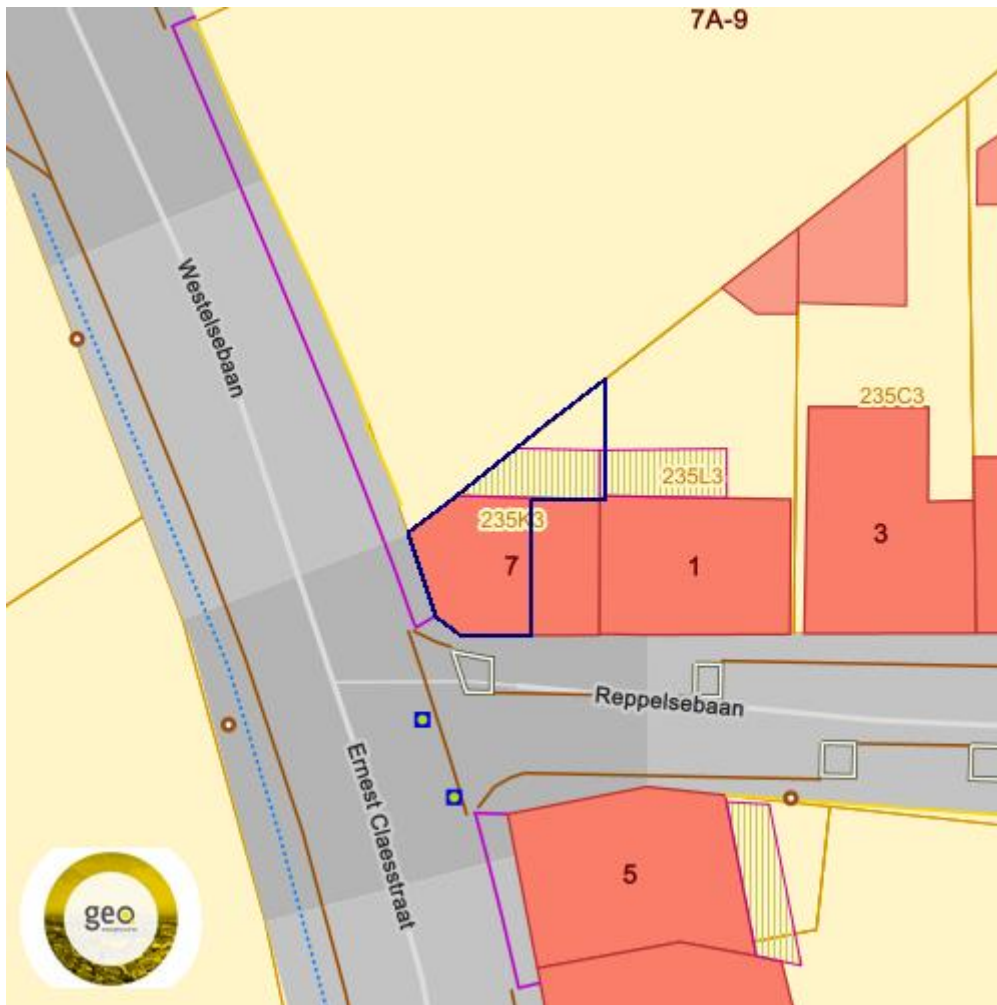 7A-9
Westelsebaan
235C3
235L3
235K3
3
7
1
Reppelsebaan
Ernest Claesstraat
5
geo